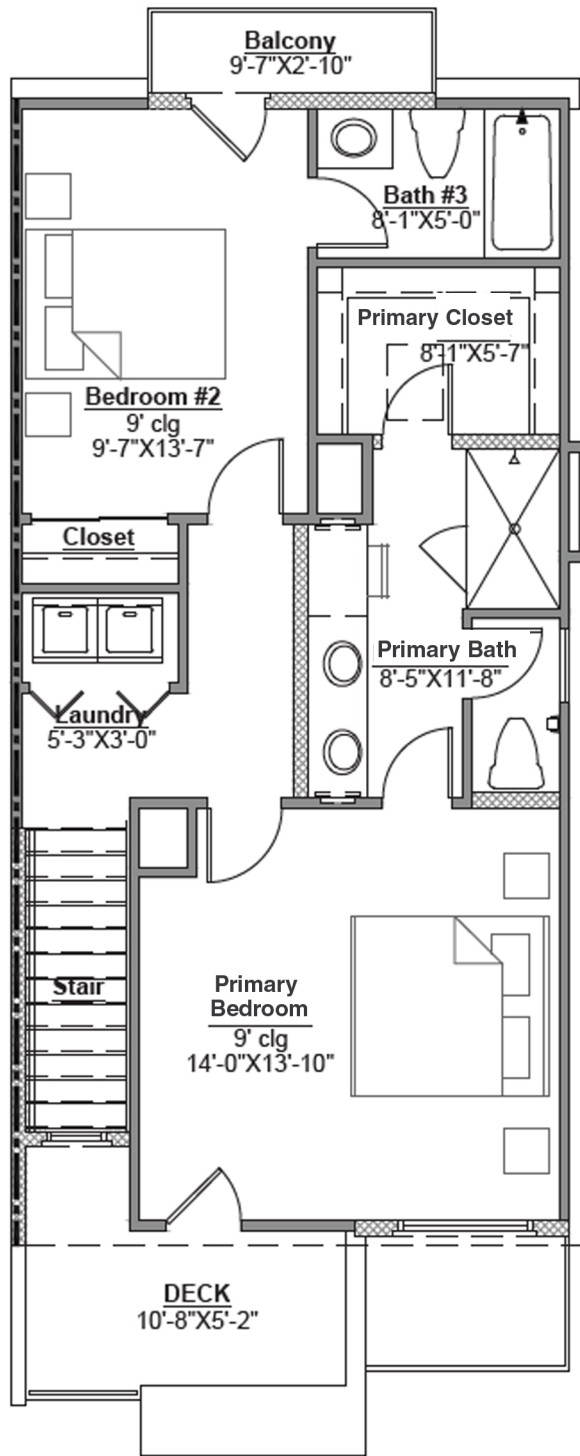 Balcony
9'-7"X2'-10"
Bath #3
8'-1"X5'-0"
Primary Closet
8'-1"X5'-7"
Bedroom #2
9' clg
9'-7"X13'-7"
Closet
Primary Bath
8'-5"X11'-8"
Laundry
5'-3"X3'-0"
Stair
Primary
Bedroom
9' clg
14'-0"X13'-10"
DECK
10'-8"X5'-2"